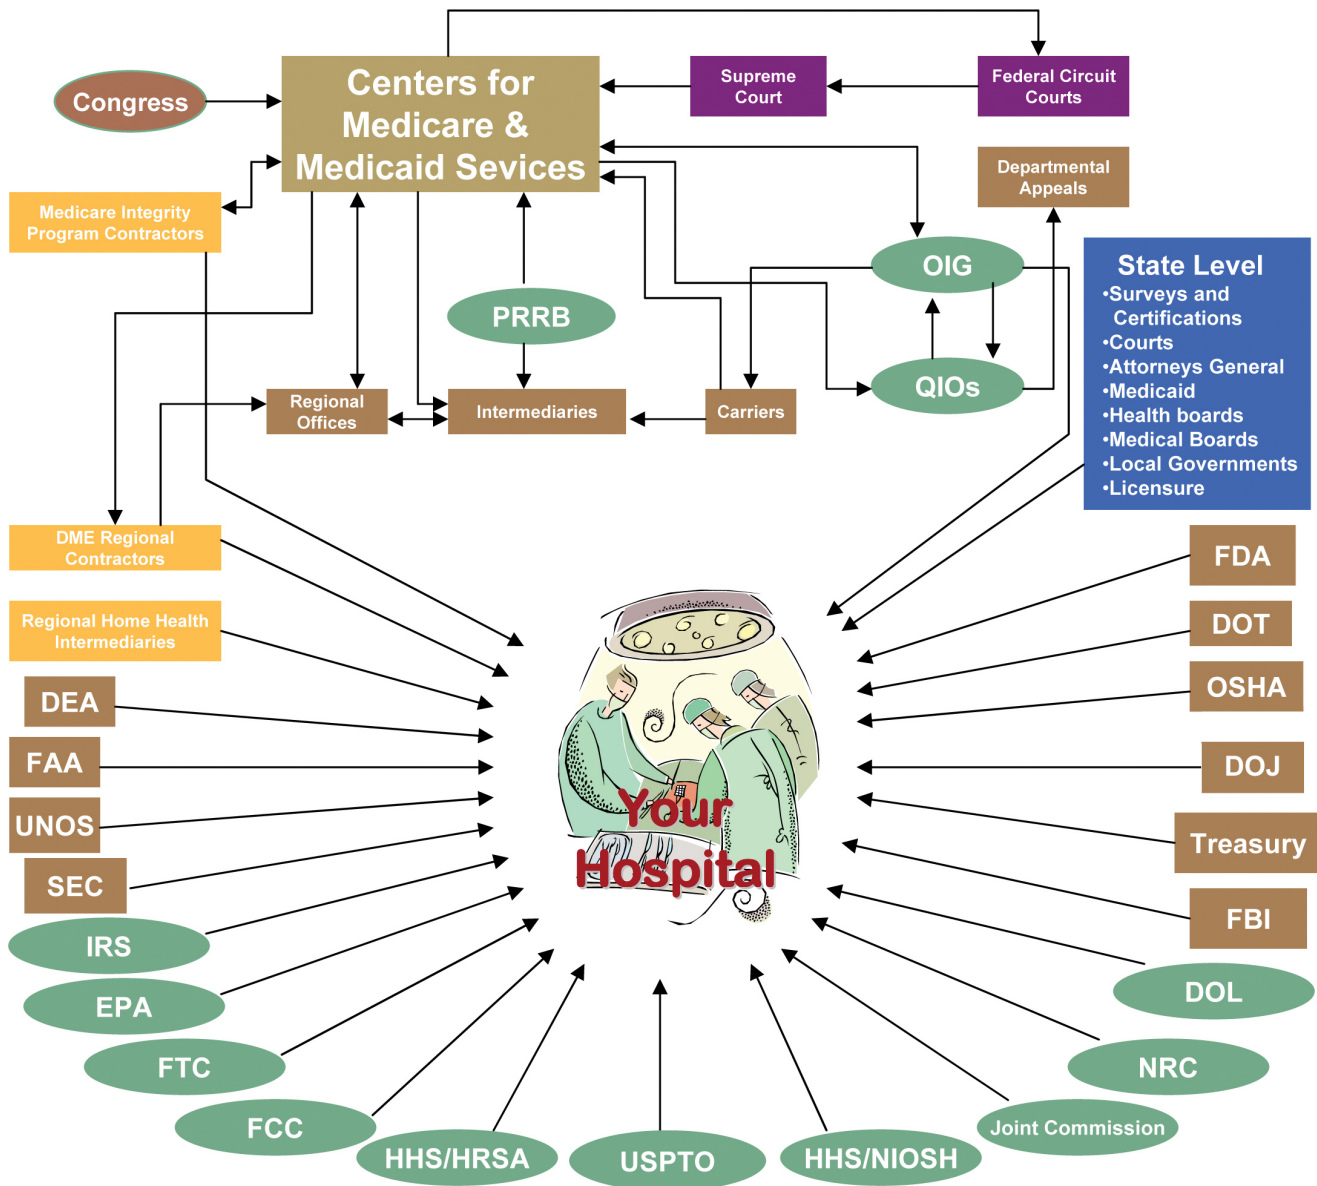 Congress
Centers for
Medicare &
Medicaid Sevices
Supreme
Court
Federal Circuit
Courts
Departmental
Appeals
Medicare Integrity
Program Contractors
OIG
PRRB
QIOs
State Level
•Surveys and
Certifications
•Courts
•Attorneys General
•Medicaid
•Health boards
•Medical Boards
•Local Governments
•Licensure
Regional
Offices
Intermediaries
Carriers
DME Regional
Contractors
Regional Home Health
Intermediaries
DEA
FAA
UNOS
SEC
IRS
EPA
FTC
FCC
HHS/HRSA
USPTO
HHS/NIOSH
Joint Commission
NRC
DOL
FBI
Treasury
DOJ
OSHA
DOT
FDA
Your
Hospital